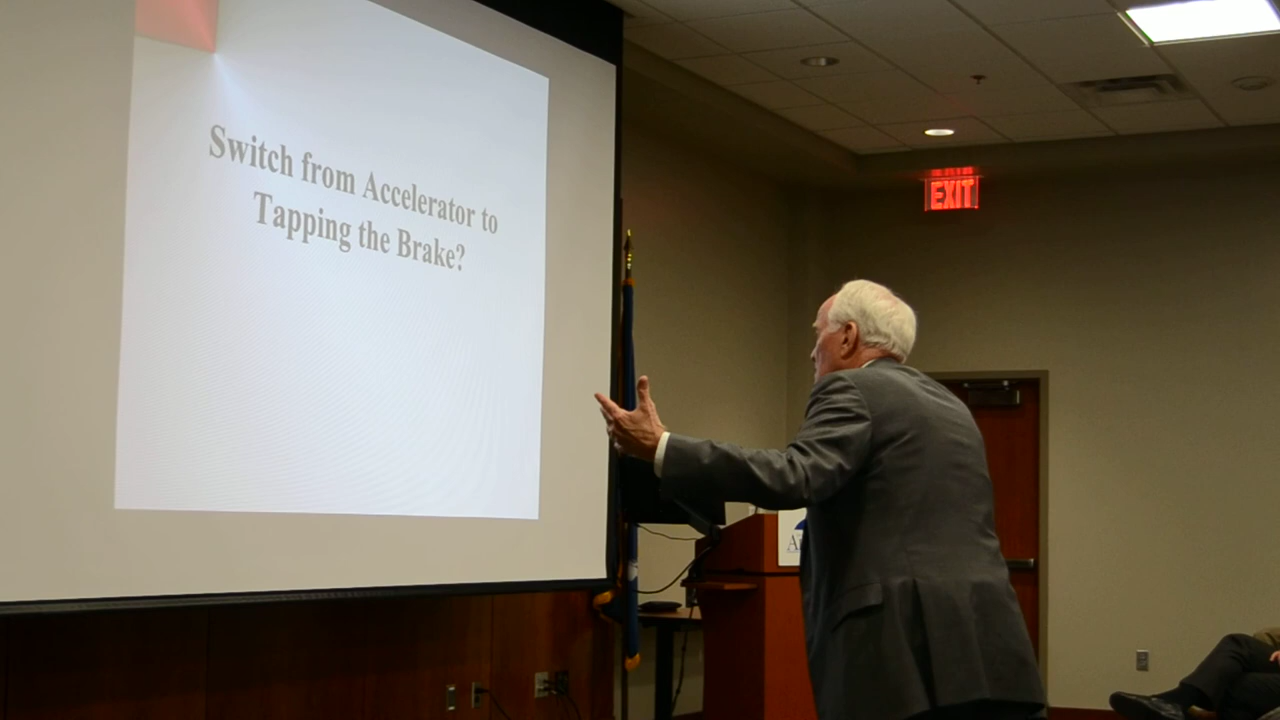 Switch from Accelerator to
Tapping the Brake?
EXIT